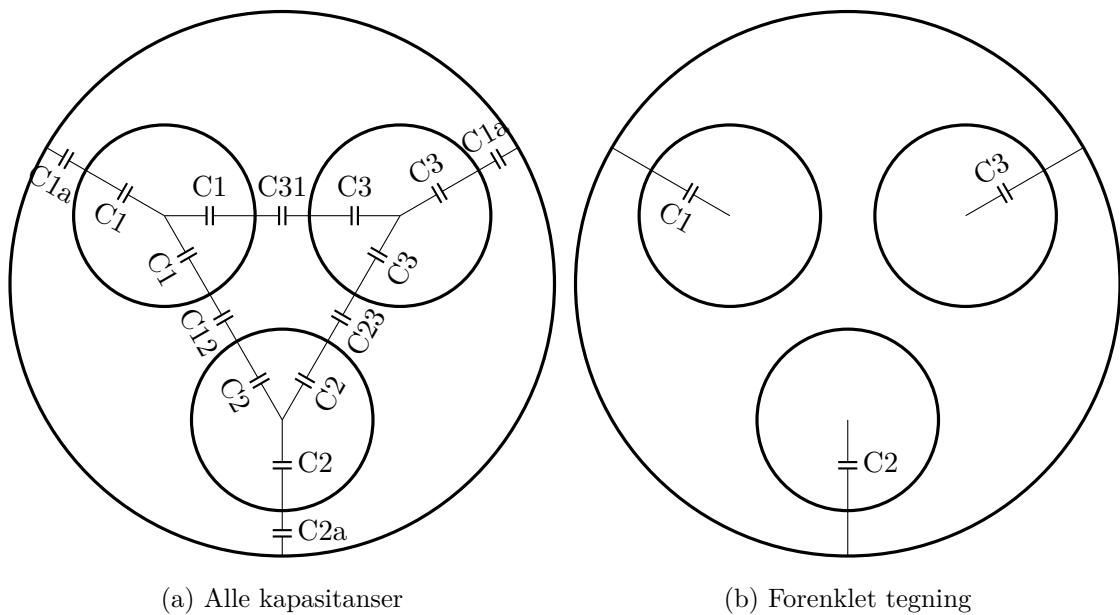 C1a
C1a
C1
C1
C31
C3
C3
C1
C3
C12
C23
C2
C2
C2
C2a
C1
C3
C2
(a) Alle kapasitanser
(b) Forenklet tegning